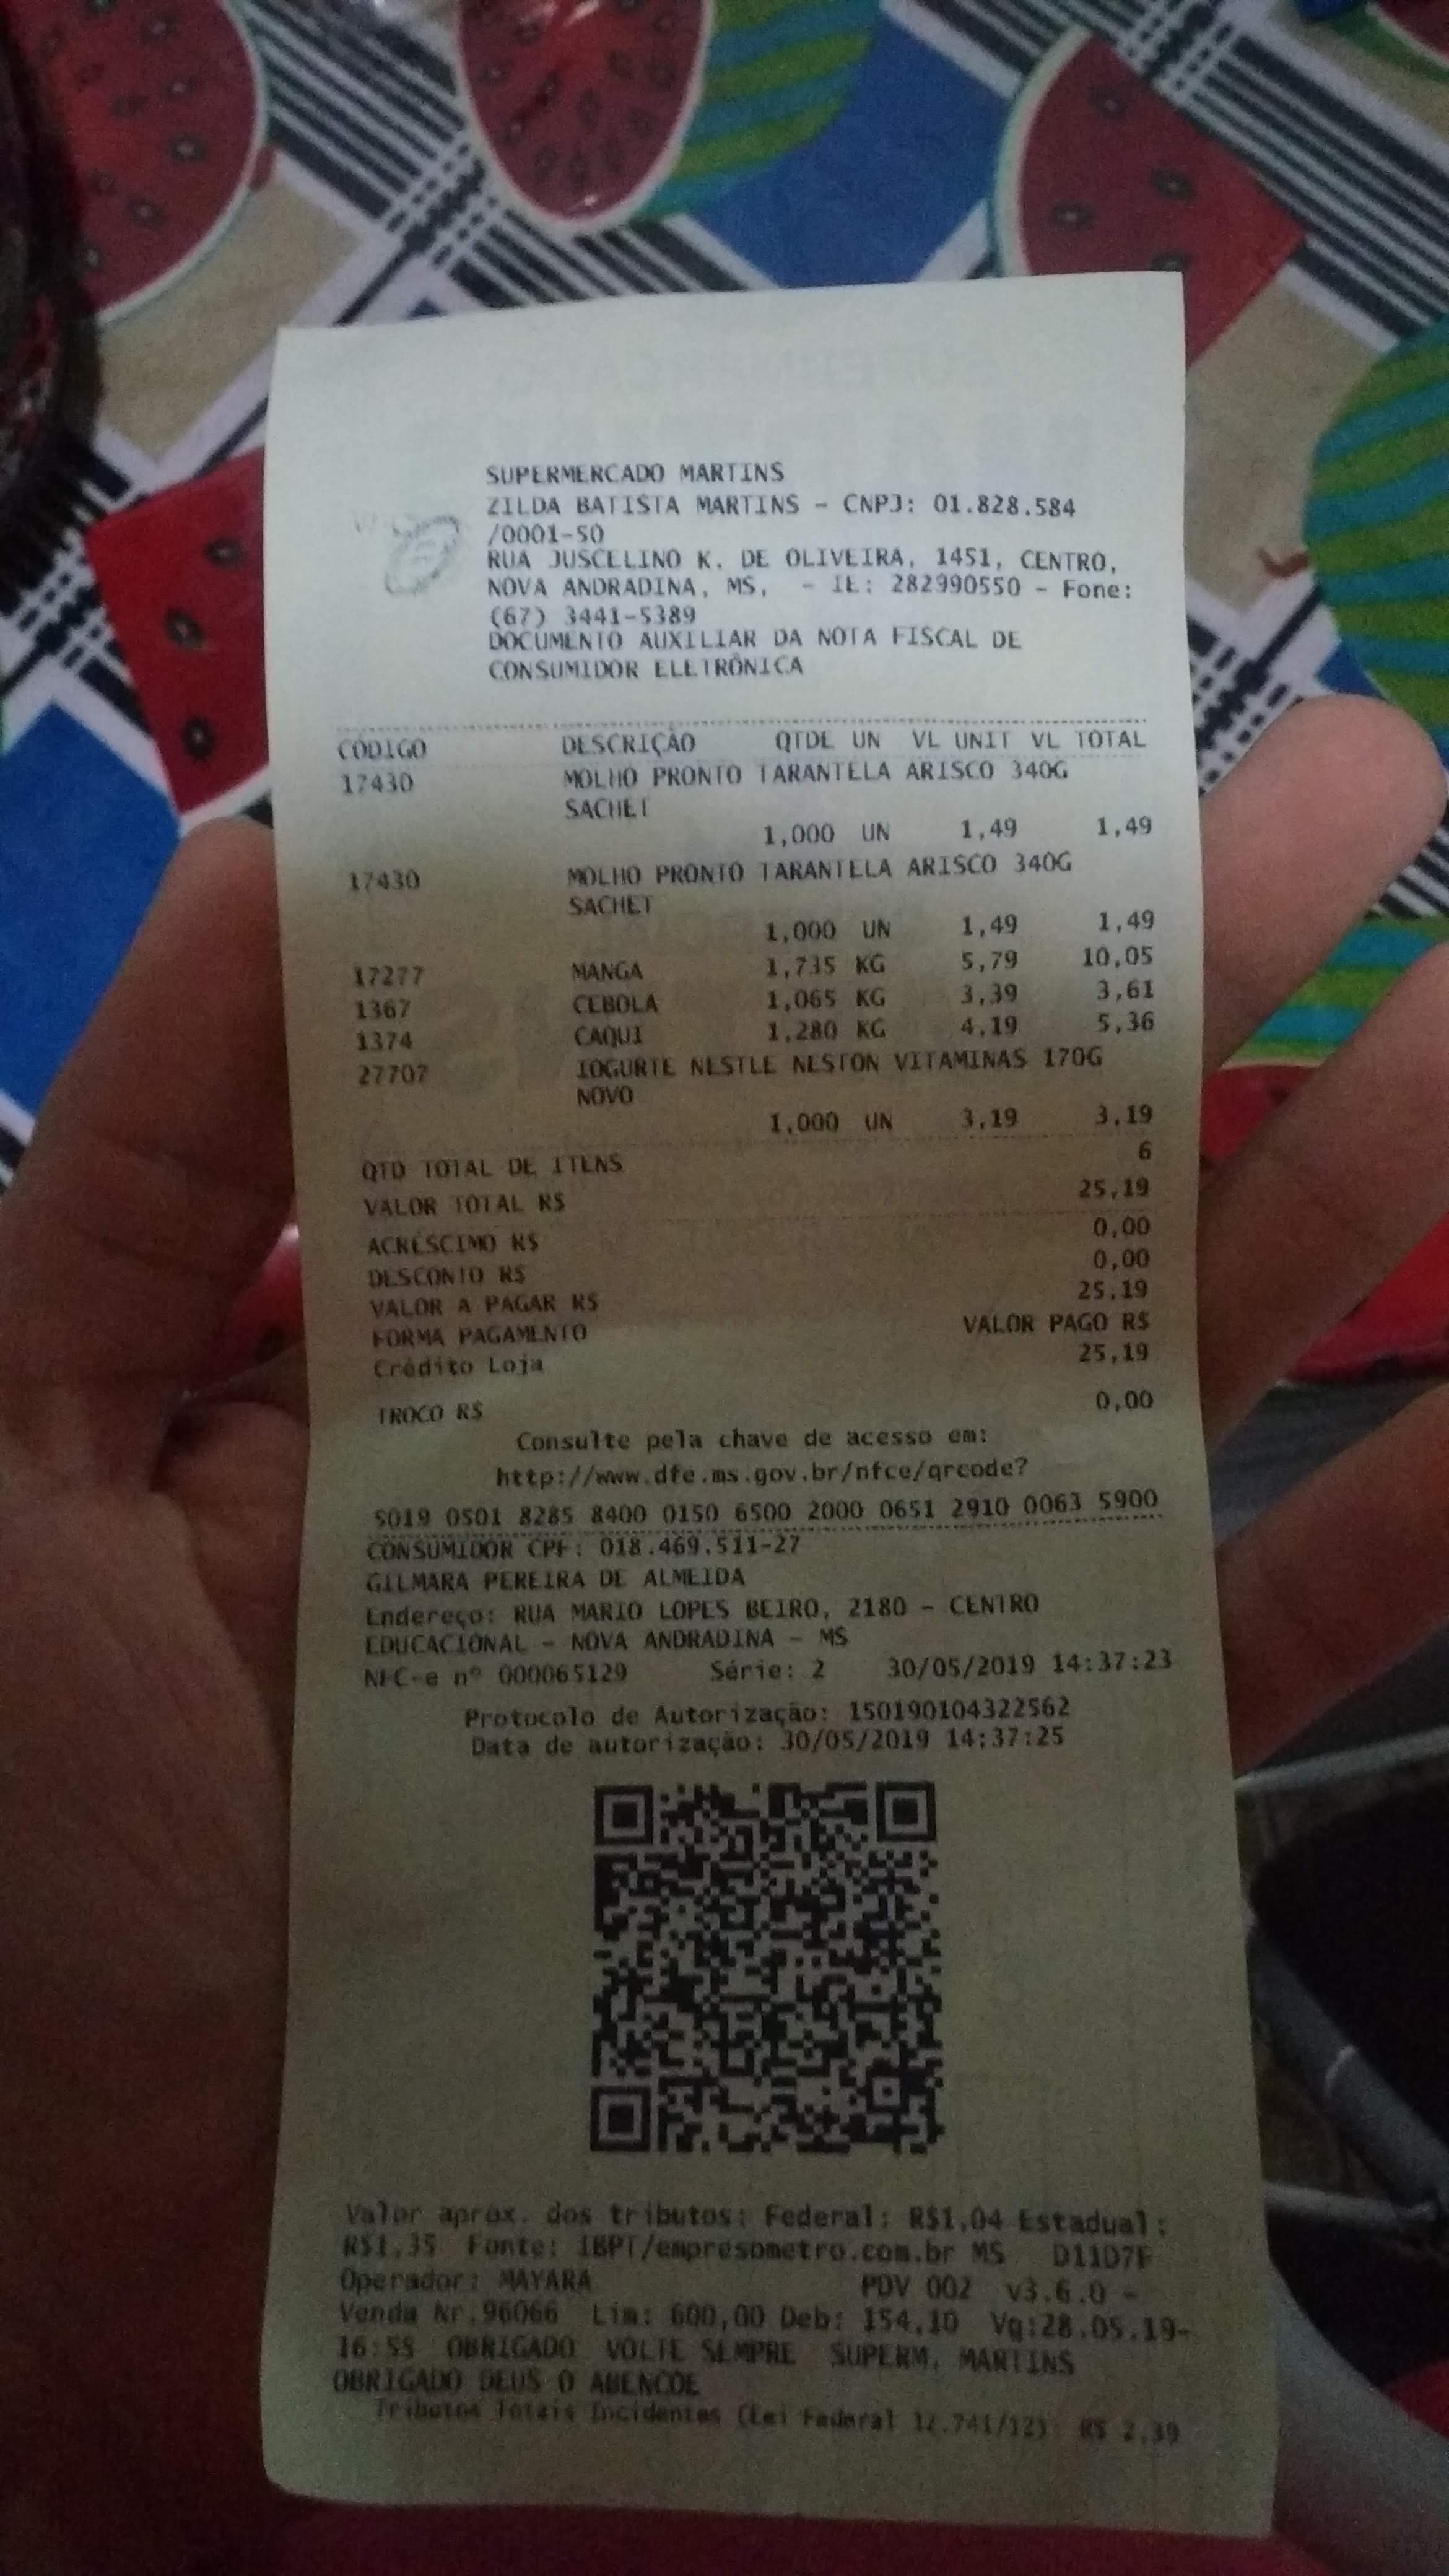 SUPERMERCADO MARTINS
ZILDA BATISTA MARTINS - CNPJ: 01.828.584
/0001-50
RUA JUSCELINO K. DE OLIVEIRA, 1451, CENTRO,
NOVA ANDRADINA, MS, - IE: 282990550 - Fone:
(67) 3441-5389
DOCUMENTO AUXILIAR DA NOTA FISCAL DE
CONSUMIDOR ELETRÔNICA
CÓDIGO DESCRIÇÃO QTDE UN VL UNIT VL TOTAL
17430 MOLHO PRONTO TARANTELA ARISCO 340G
SACHET
1,000 UN 1,49 1,49
17430 MOLHO PRONTO TARANTELA ARISCO 340G
SACHET
1,000 UN 1,49 1,49
17277 MANGA 1,735 KG 5,79 10,05
1367 CEBOLA 1,065 KG 3,39 3,61
1374 CAQUI 1,280 KG 4,19 5,36
27707 IOGURTE NESTLE NESTON VITAMINAS 170G
NOVO
1,000 UN 3,19 3,19
QTD TOTAL DE ITENS 6
VALOR TOTAL R$ 25,19
ACRÉSCIMO R$ 0,00
DESCONTO R$ 0,00
VALOR A PAGAR R$ 25,19
FORMA PAGAMENTO VALOR PAGO R$
Crédito Loja 25,19
TROCO R$ 0,00
Consulte pela chave de acesso em:
http://www.dfe.ms.gov.br/nfce/qrcode?
5019 0501 8285 8400 0150 6500 2000 0651 2910 0063 5900
CONSUMIDOR CPF: 018.469.511-27
GILMARA PEREIRA DE ALMEIDA
Endereço: RUA MARIO LOPES BEIRO, 2180 - CENTRO
EDUCACIONAL - NOVA ANDRADINA - MS
NFC-e nº 000065129 Série: 2 30/05/2019 14:37:23
Protocolo de Autorização: 150190104322562
Data de autorização: 30/05/2019 14:37:25
Valor aprox. dos tributos: Federal: R$1,04 Estadual:
R$1,35 Fonte: IBPT/empresometro.com.br MS D11D7F
Operador: MAYARA PDV 002 v3.6.0 -
Venda Nr.96066 Lim: 600,00 Deb: 154,10 Vq:28.05.19-
16:55 OBRIGADO VOLTE SEMPRE SUPERM. MARTINS
OBRIGADO DEUS O ABENCOE
Tributos Totais Incidentes (Lei Federal 12.741/12) R$ 2,39